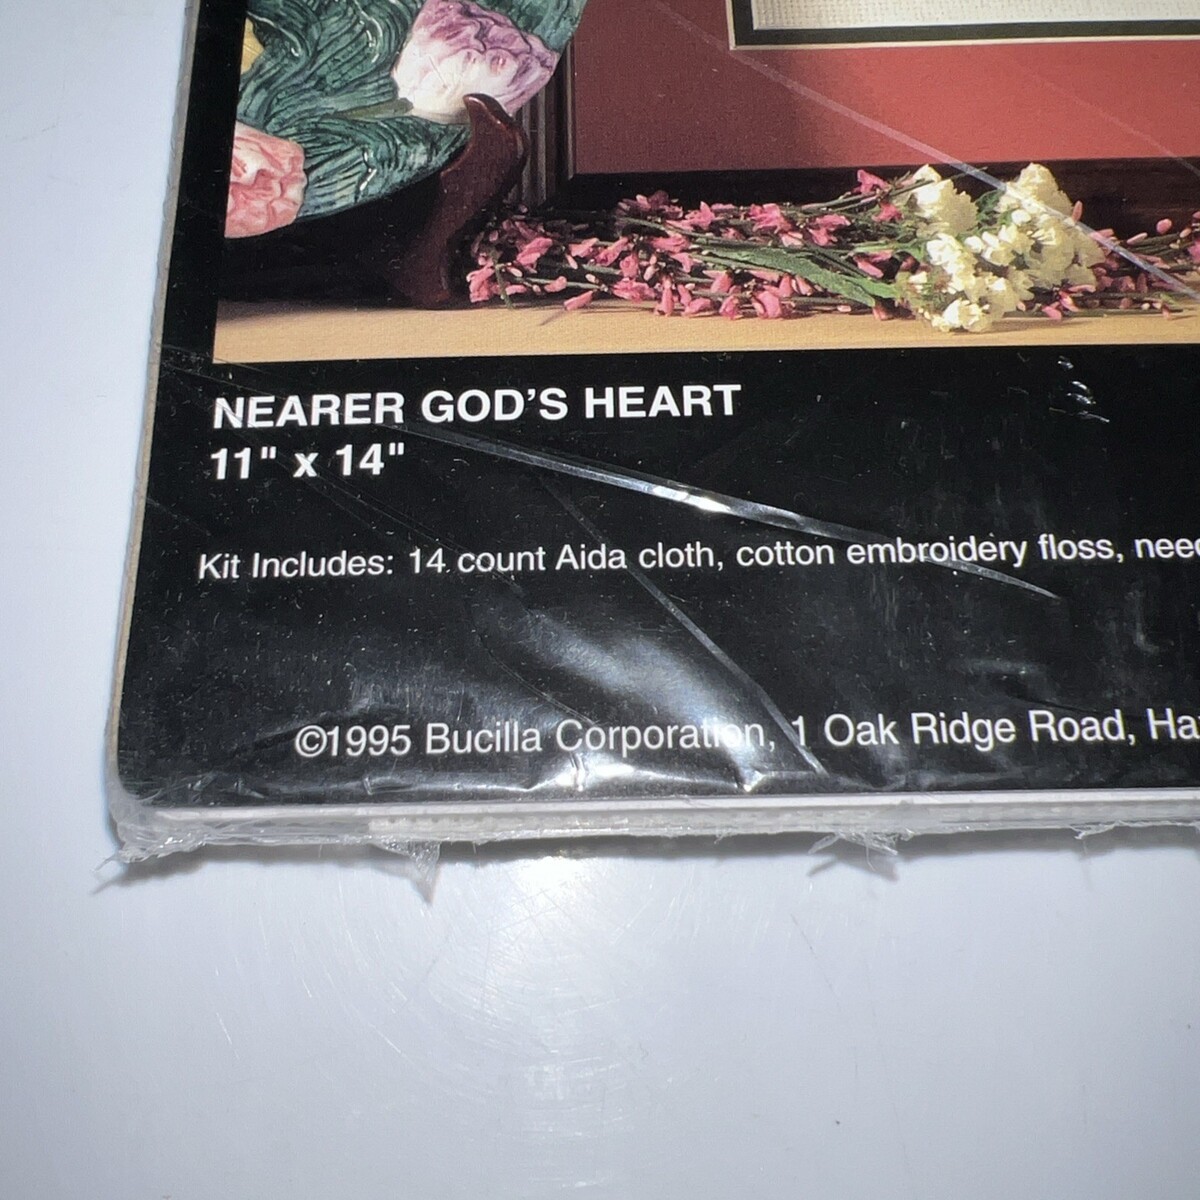 NEARER GOD'S HEART
11" x 14"
Kit Includes: 14 count Aida cloth, cotton embroidery floss,
©1995 Bucilla Corporation, 1 Oak Ridge Road,